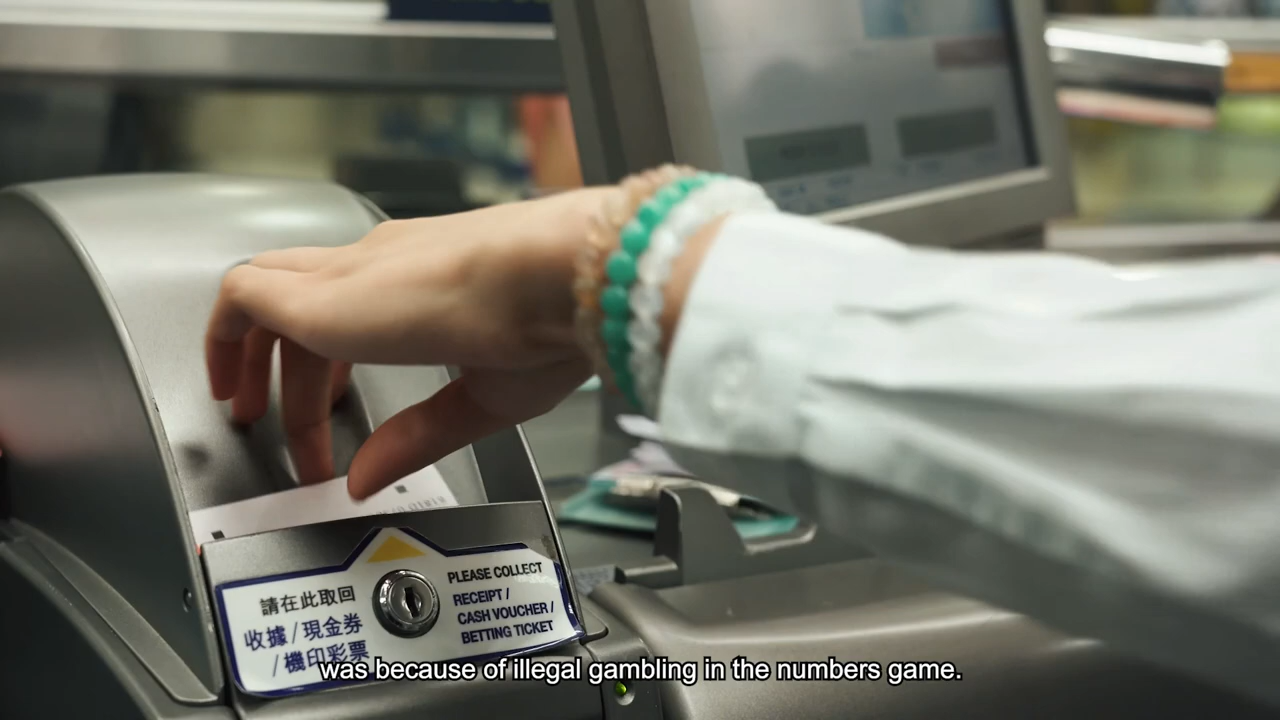 請在此取回
收據/現金券
/機印彩票
PLEASE COLLECT
RECEIPT /
CASH VOUCHER /
BETTING TICKET
was because of illegal gambling in the numbers game.